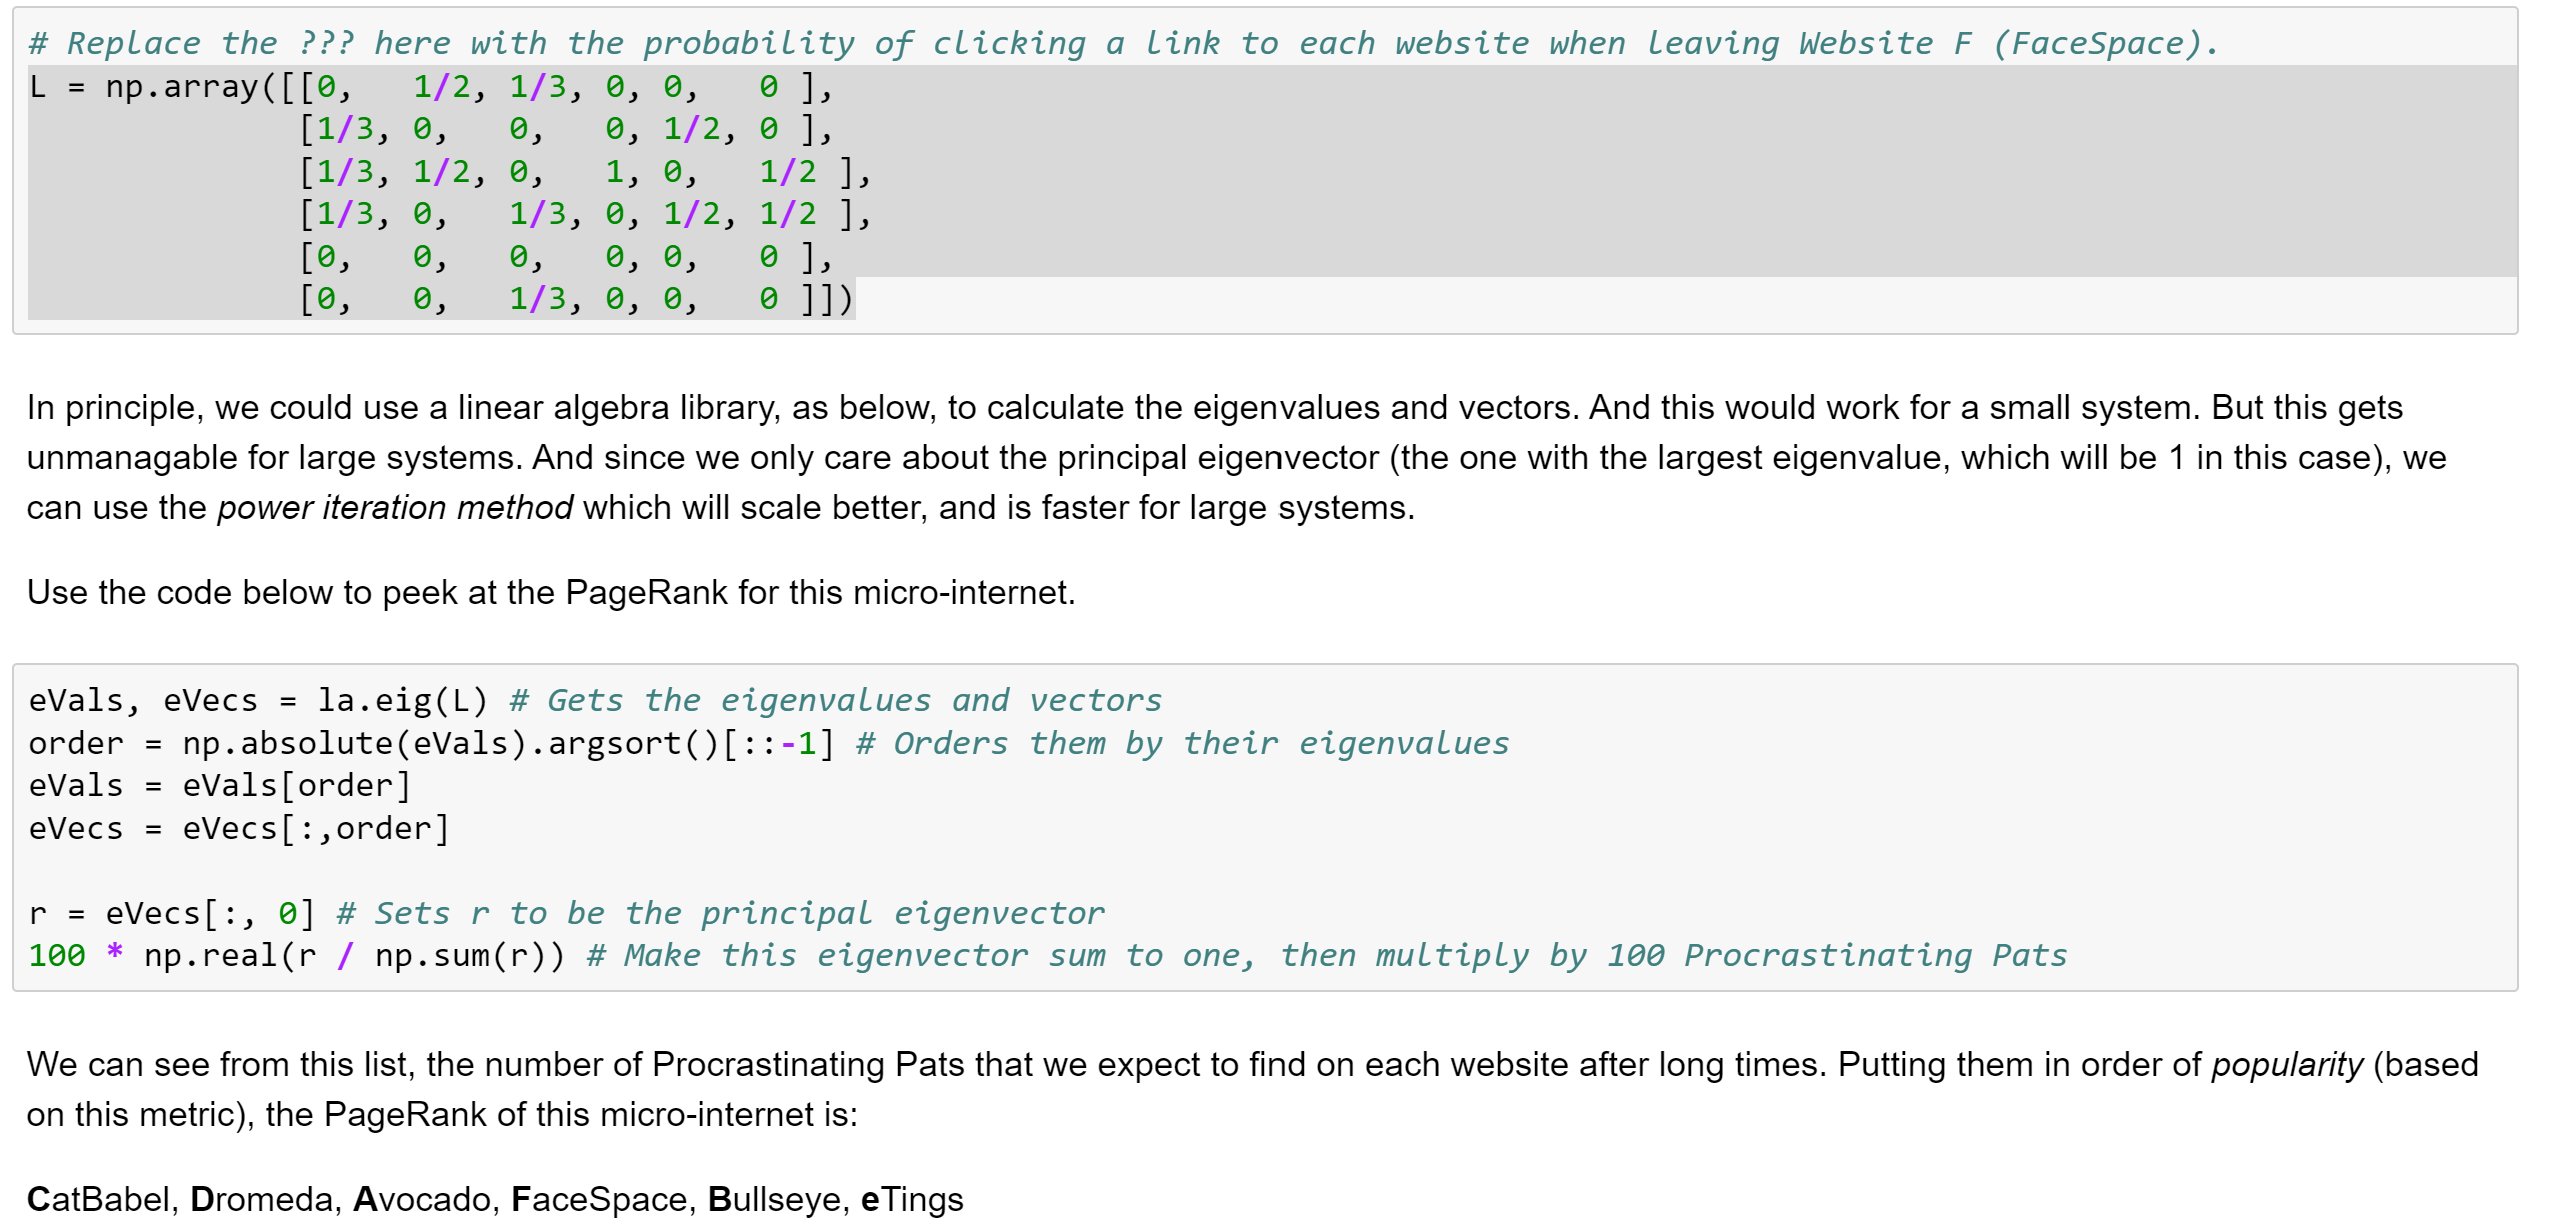 # Replace the ??? here with the probability of clicking a link to each website when leaving Website F (FaceSpace).
L = np.array([[0,   1/2, 1/3, 0, 0,   0 ],
              [1/3, 0,   0,   0, 1/2, 0 ],
              [1/3, 1/2, 0,   1, 0,   1/2 ],
              [1/3, 0,   1/3, 0, 1/2, 1/2 ],
              [0,   0,   0,   0, 0,   0 ],
              [0,   0,   1/3, 0, 0,   0 ]])
In principle, we could use a linear algebra library, as below, to calculate the eigenvalues and vectors. And this would work for a small system. But this gets
unmanagable for large systems. And since we only care about the principal eigenvector (the one with the largest eigenvalue, which will be 1 in this case), we
can use the power iteration method which will scale better, and is faster for large systems.
Use the code below to peek at the PageRank for this micro-internet.
eVals, eVecs = la.eig(L) # Gets the eigenvalues and vectors
order = np.absolute(eVals).argsort()[::-1] # Orders them by their eigenvalues
eVals = eVals[order]
eVecs = eVecs[:,order]
r = eVecs[:, 0] # Sets r to be the principal eigenvector
100 * np.real(r / np.sum(r)) # Make this eigenvector sum to one, then multiply by 100 Procrastinating Pats
We can see from this list, the number of Procrastinating Pats that we expect to find on each website after long times. Putting them in order of popularity (based
on this metric), the PageRank of this micro-internet is:
CatBabel, Dromeda, Avocado, FaceSpace, Bullseye, eTings